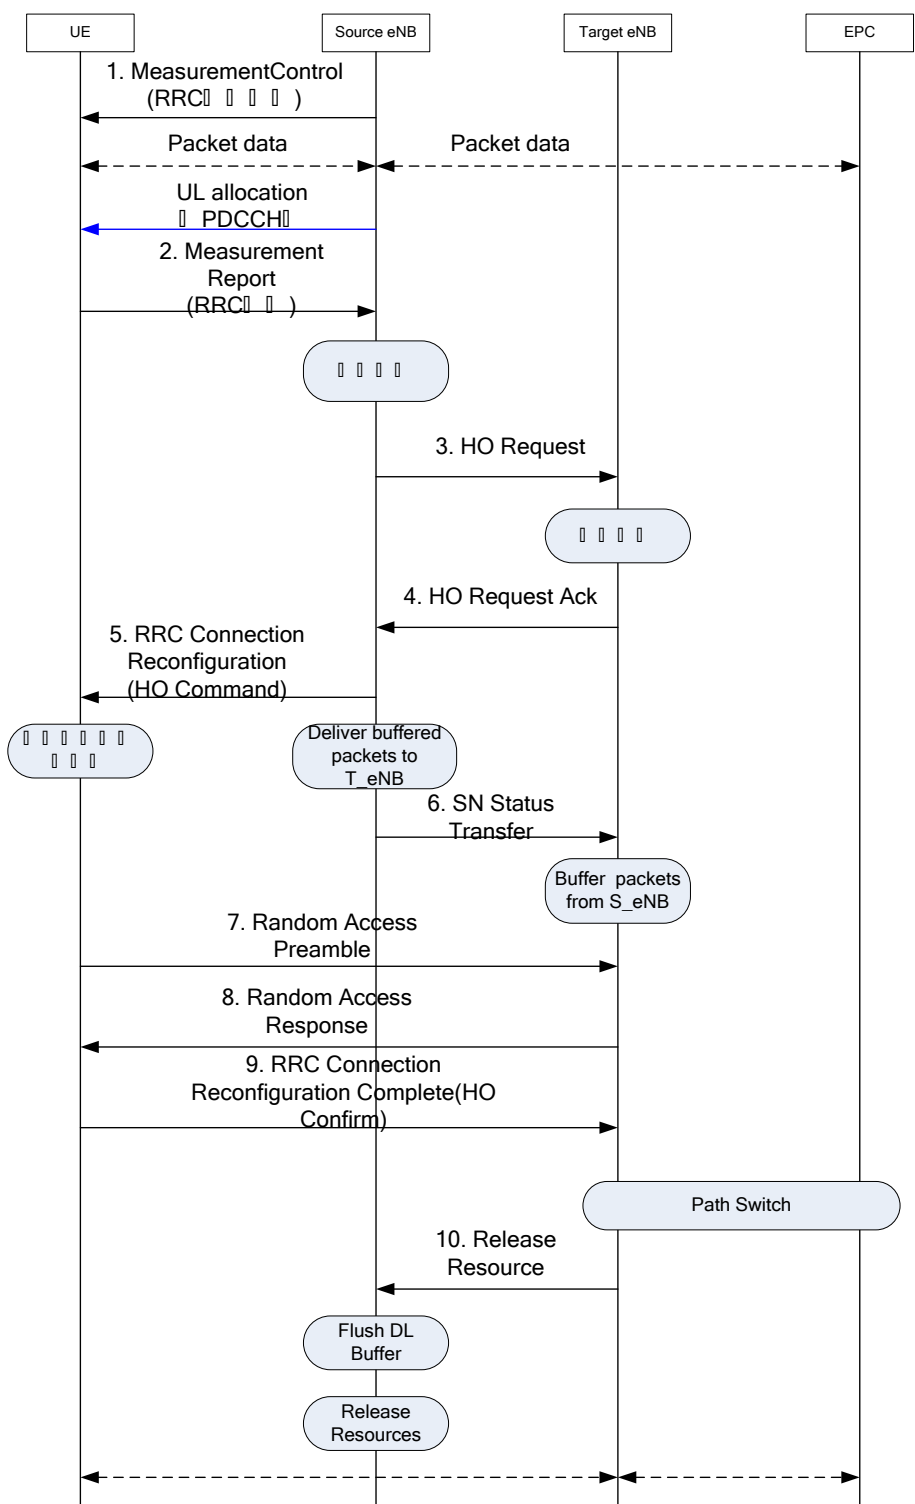 UE
Source eNB
Target eNB
EPC
1. MeasurementControl
(RRC )
Packet data
Packet data
UL allocation
PDCCH
2. Measurement
Report
(RRC )
3. HO Request
4. HO Request Ack
5. RRC Connection
Reconfiguration
(HO Command)
Deliver buffered
packets to
T_eNB
6. SN Status
Transfer
Buffer packets
from S_eNB
7. Random Access
Preamble
8. Random Access
Response
9. RRC Connection
Reconfiguration Complete(HO
Confirm)
Path Switch
10. Release
Resource
Flush DL
Buffer
Release
Resources